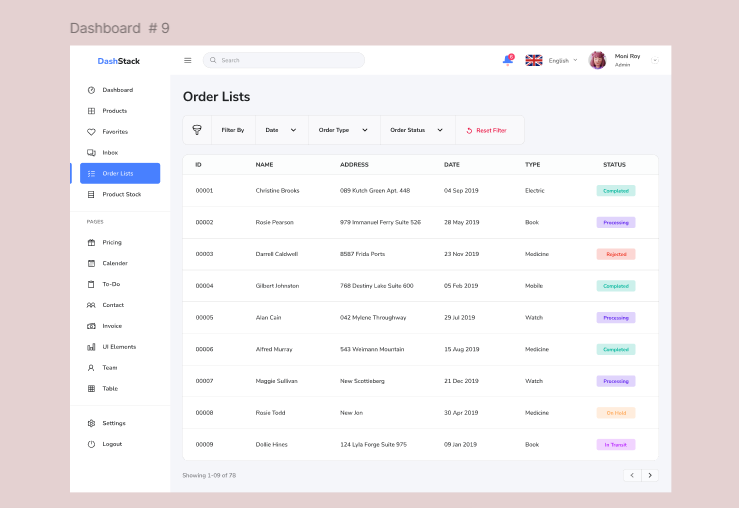 Dashboard # 9
DashStack
Search
6
English
Moni Roy
Admin
Dashboard
Products
Favorites
Inbox
Order Lists
Product Stock
PAGES
Pricing
Calender
To-Do
Contact
Invoice
UI Elements
Team
Table
Settings
Logout
Order Lists
Filter By Date Order Type Order Status Reset Filter
ID NAME ADDRESS DATE TYPE STATUS
00001 Christine Brooks 089 Kutch Green Apt. 448 04 Sep 2019 Electric Completed
00002 Rosie Pearson 979 Immanuel Ferry Suite 526 28 May 2019 Book Processing
00003 Darrell Caldwell 8587 Frida Ports 23 Nov 2019 Medicine Rejected
00004 Gilbert Johnston 768 Destiny Lake Suite 600 05 Feb 2019 Mobile Completed
00005 Alan Cain 042 Mylene Throughway 29 Jul 2019 Watch Processing
00006 Alfred Murray 543 Weimann Mountain 15 Aug 2019 Medicine Completed
00007 Maggie Sullivan New Scottieberg 21 Dec 2019 Watch Processing
00008 Rosie Todd New Jon 30 Apr 2019 Medicine On Hold
00009 Dollie Hines 124 Lyla Forge Suite 975 09 Jan 2019 Book In Transit
Showing 1-09 of 78